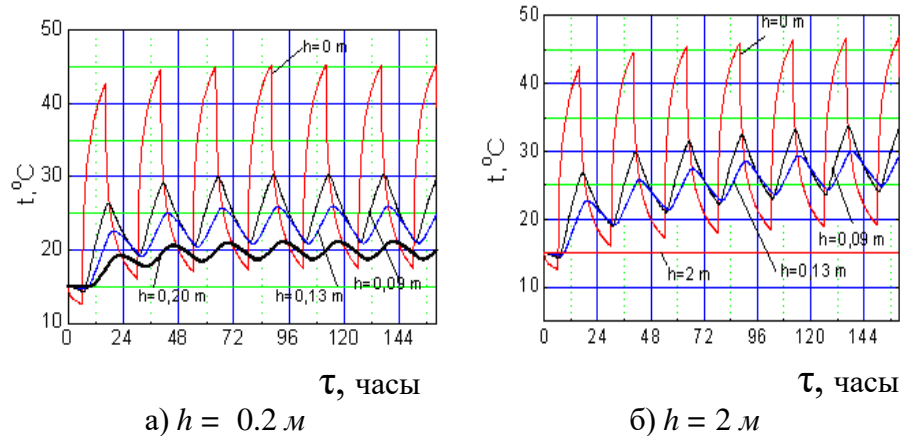 50
40
30
20
10
t,°C
h=0 m
h=0,20 m
h=0,13 m
h=0,09 m
0 24 48 72 96 120 144
τ, часы
а) h = 0.2 м
50
40
30
20
10
t,°C
h=0 m
h=0,09 m
h=2 m
h=0,13 m
0 24 48 72 96 120 144
τ, часы
б) h = 2 м